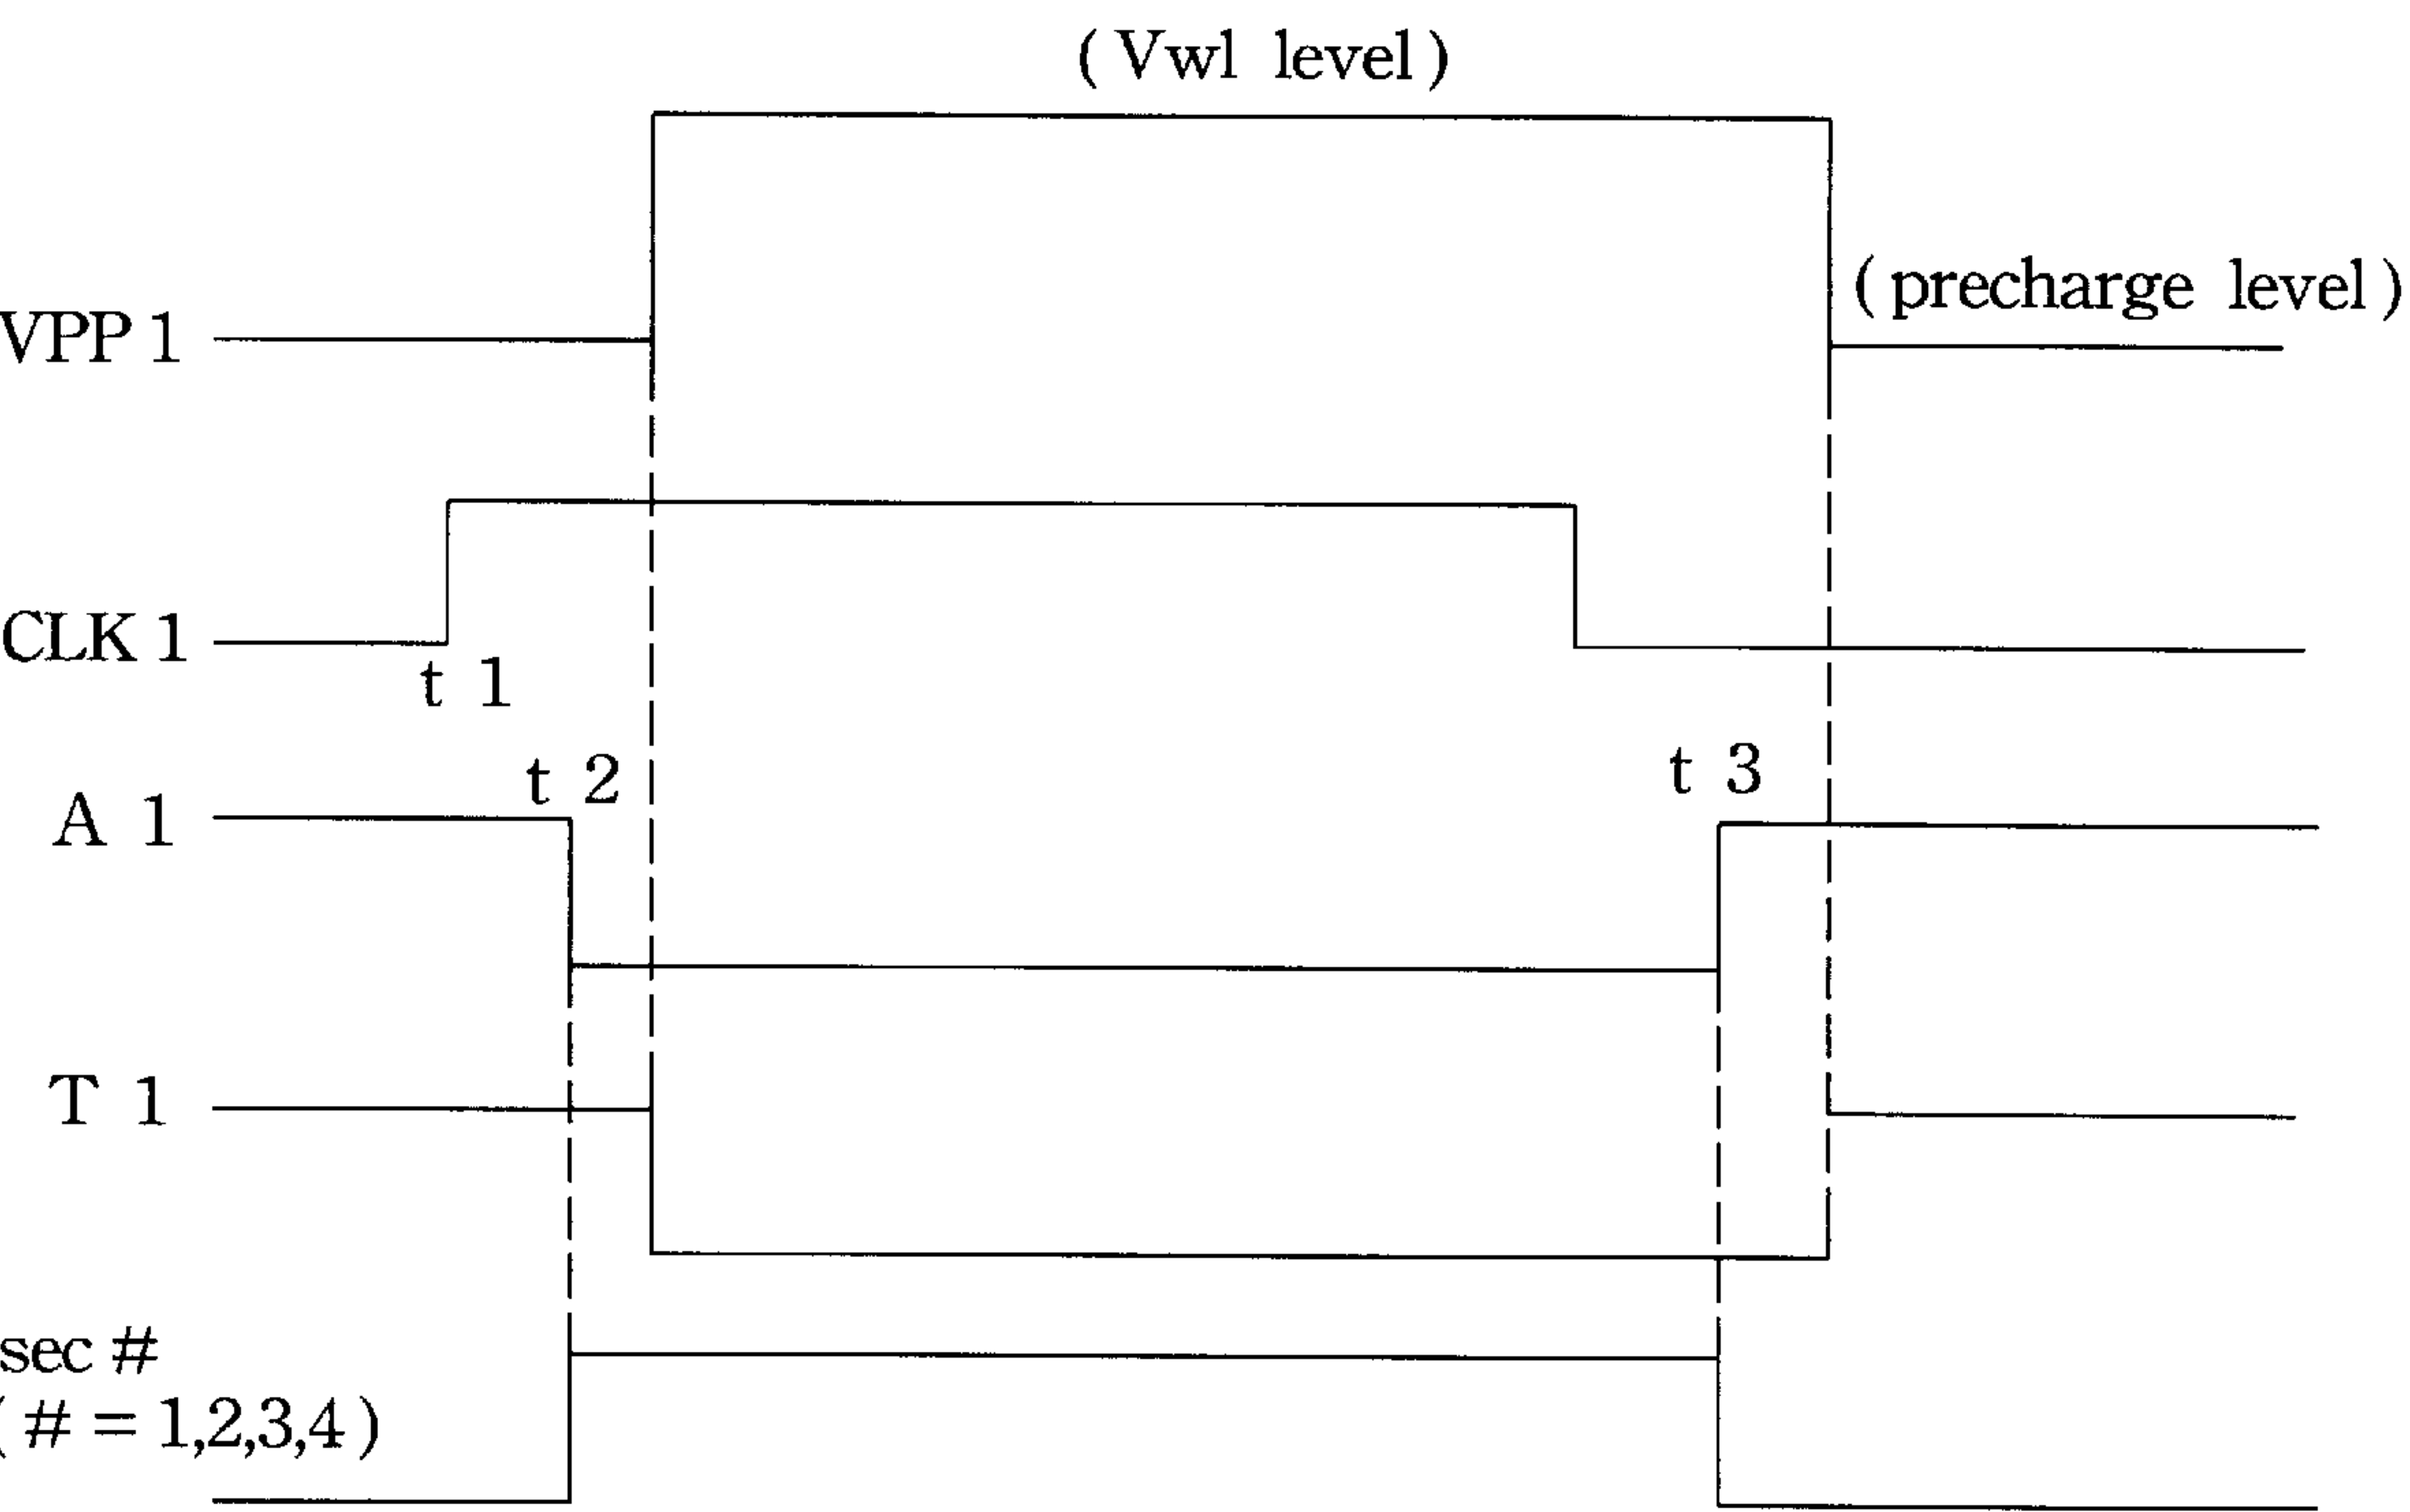 ( Vwl level )
( precharge level )
VPP 1
CLK 1
t 1
t 2
t 3
A 1
T 1
sec #
( # = 1,2,3,4 )